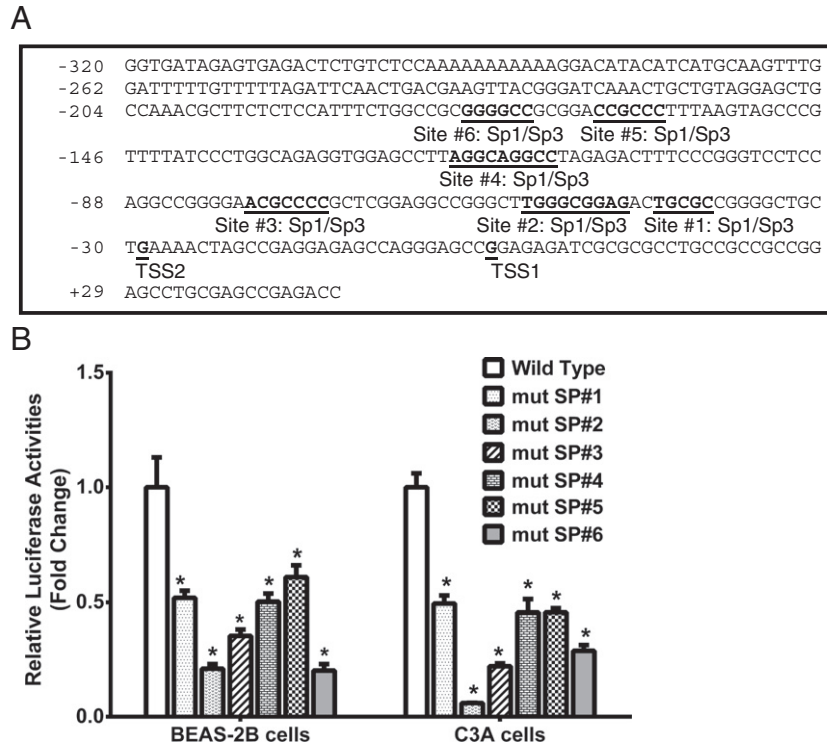 A
-320 GGTGATAGAGTGAGACTCTGTCTCCAAAAAAAAAAAAGGACATACATCATGCAAGTTTG
-262 GATTTTTGTTTTTAGATTCAACTGACGAAGTTACGGGATCAAACTGCTGTAGGAGCTG
-204 CCAAACGCTTCTCTCCATTTCTGGCCGCGGGGCCGCGGACCGCCCTTTAAGTAGCCCG
Site #6: Sp1/Sp3 Site #5: Sp1/Sp3
-146 TTTTATCCCTGGCAGAGGTGGAGCCTTAGGCAGGCCTAGAGACTTTCCCGGGTCCTCC
Site #4: Sp1/Sp3
-88 AGGCCGGGGAACGCCCCGCTCGGAGGCCGGGCTTGGGCGGAGACTGCGCCGGGGCTGC
Site #3: Sp1/Sp3 Site #2: Sp1/Sp3 Site #1: Sp1/Sp3
-30 TGAAAACTAGCCGAGGAGAGCCAGGGAGCCGGAGAGATCGCGCGCCTGCCGCCGCCGG
TSS2 TSS1
+29 AGCCTGCGAGCCGAGACC
B
Relative Luciferase Activities
(Fold Change)
1.5
1.0
0.5
0.0
Wild Type
mut SP#1
mut SP#2
mut SP#3
mut SP#4
mut SP#5
mut SP#6
* * * * * *
* * * * * *
BEAS-2B cells C3A cells